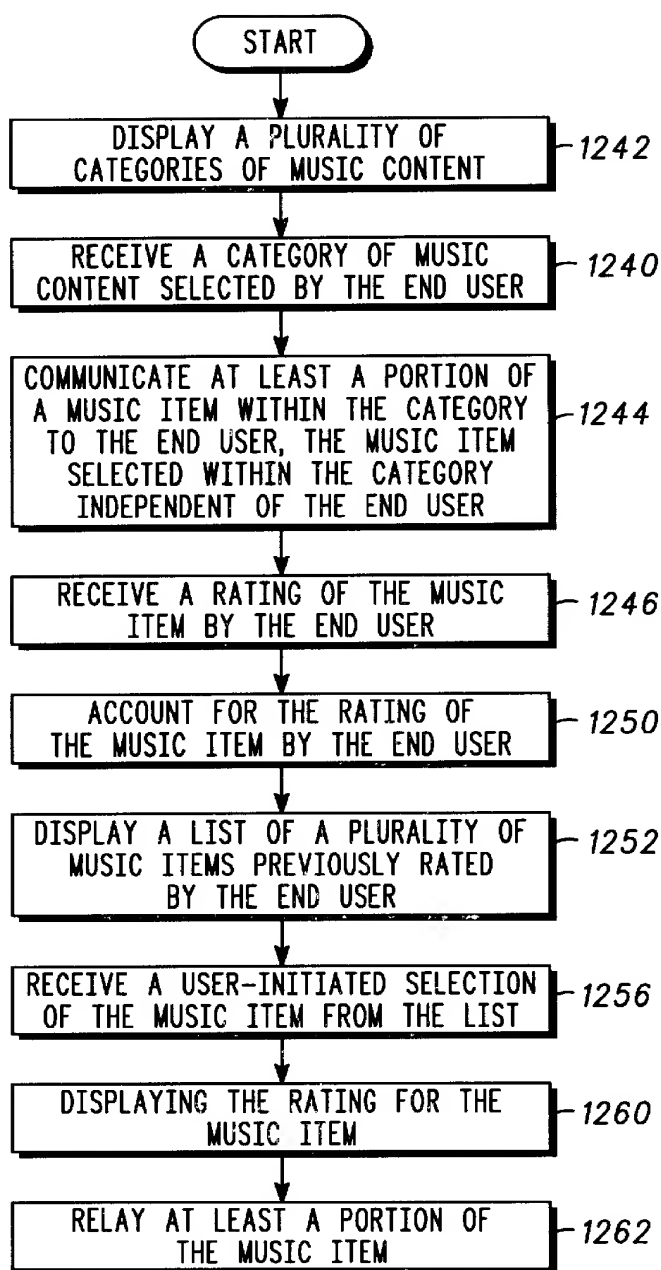 START
DISPLAY A PLURALITY OF
CATEGORIES OF MUSIC CONTENT
1242
RECEIVE A CATEGORY OF MUSIC
CONTENT SELECTED BY THE END USER
1240
COMMUNICATE AT LEAST A PORTION OF
A MUSIC ITEM WITHIN THE CATEGORY
TO THE END USER, THE MUSIC ITEM
SELECTED WITHIN THE CATEGORY
INDEPENDENT OF THE END USER
1244
RECEIVE A RATING OF THE MUSIC
ITEM BY THE END USER
1246
ACCOUNT FOR THE RATING OF
THE MUSIC ITEM BY THE END USER
1250
DISPLAY A LIST OF A PLURALITY OF
MUSIC ITEMS PREVIOUSLY RATED
BY THE END USER
1252
RECEIVE A USER-INITIATED SELECTION
OF THE MUSIC ITEM FROM THE LIST
1256
DISPLAYING THE RATING FOR THE
MUSIC ITEM
1260
RELAY AT LEAST A PORTION OF
THE MUSIC ITEM
1262